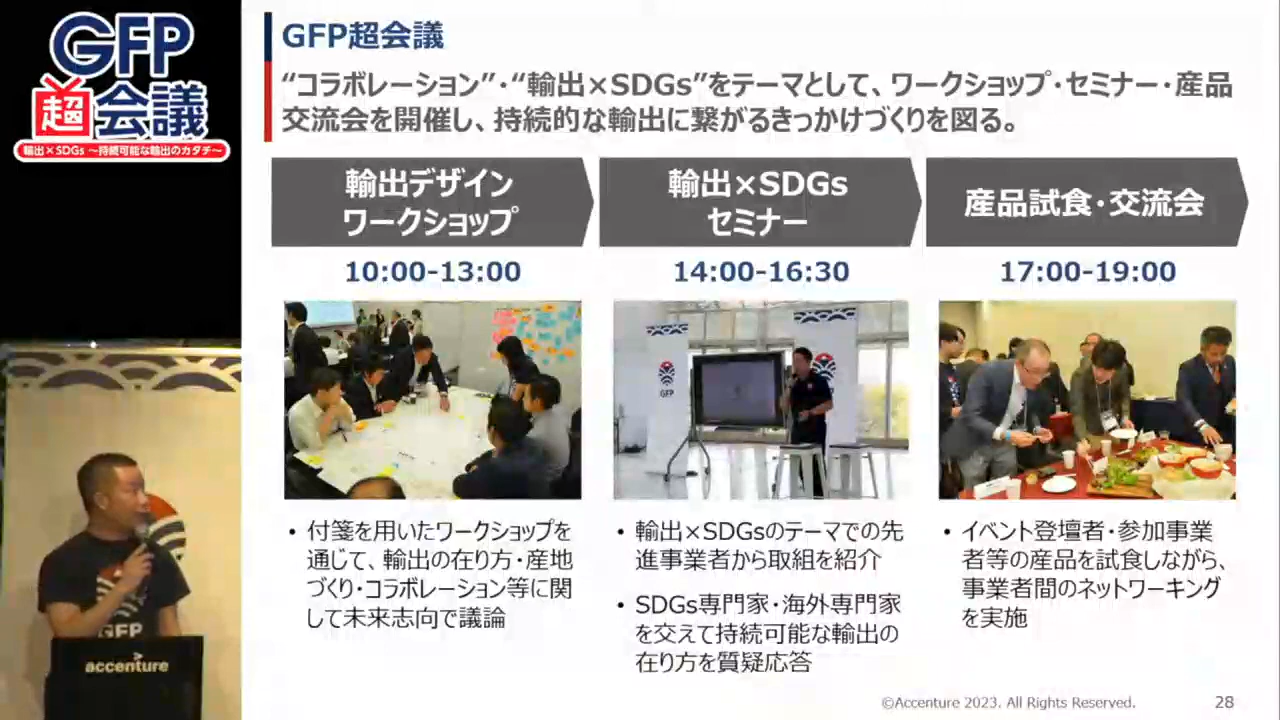 GFP
超会議
輸出×SDGs ～持続可能な輸出のカタチ～
GFP超会議
“コラボレーション”・“輸出×SDGs”をテーマとして、ワークショップ・セミナー・産品
交流会を開催し、持続的な輸出に繋がるきっかけづくりを図る。
輸出デザイン
ワークショップ
10:00-13:00
輸出×SDGs
セミナー
14:00-16:30
産品試食・交流会
17:00-19:00
GFP
• 付箋を用いたワークショップを
通じて、輸出の在り方・産地
づくり・コラボレーション等に関
して未来志向で議論
• 輸出×SDGsのテーマでの先
進事業者から取組を紹介
• SDGs専門家・海外専門家
を交えて持続可能な輸出の
在り方を質疑応答
• イベント登壇者・参加事業
者等の産品を試食しながら、
事業者間のネットワーキング
を実施
GFP
accenture
©Accenture 2023. All Rights Reserved.
28